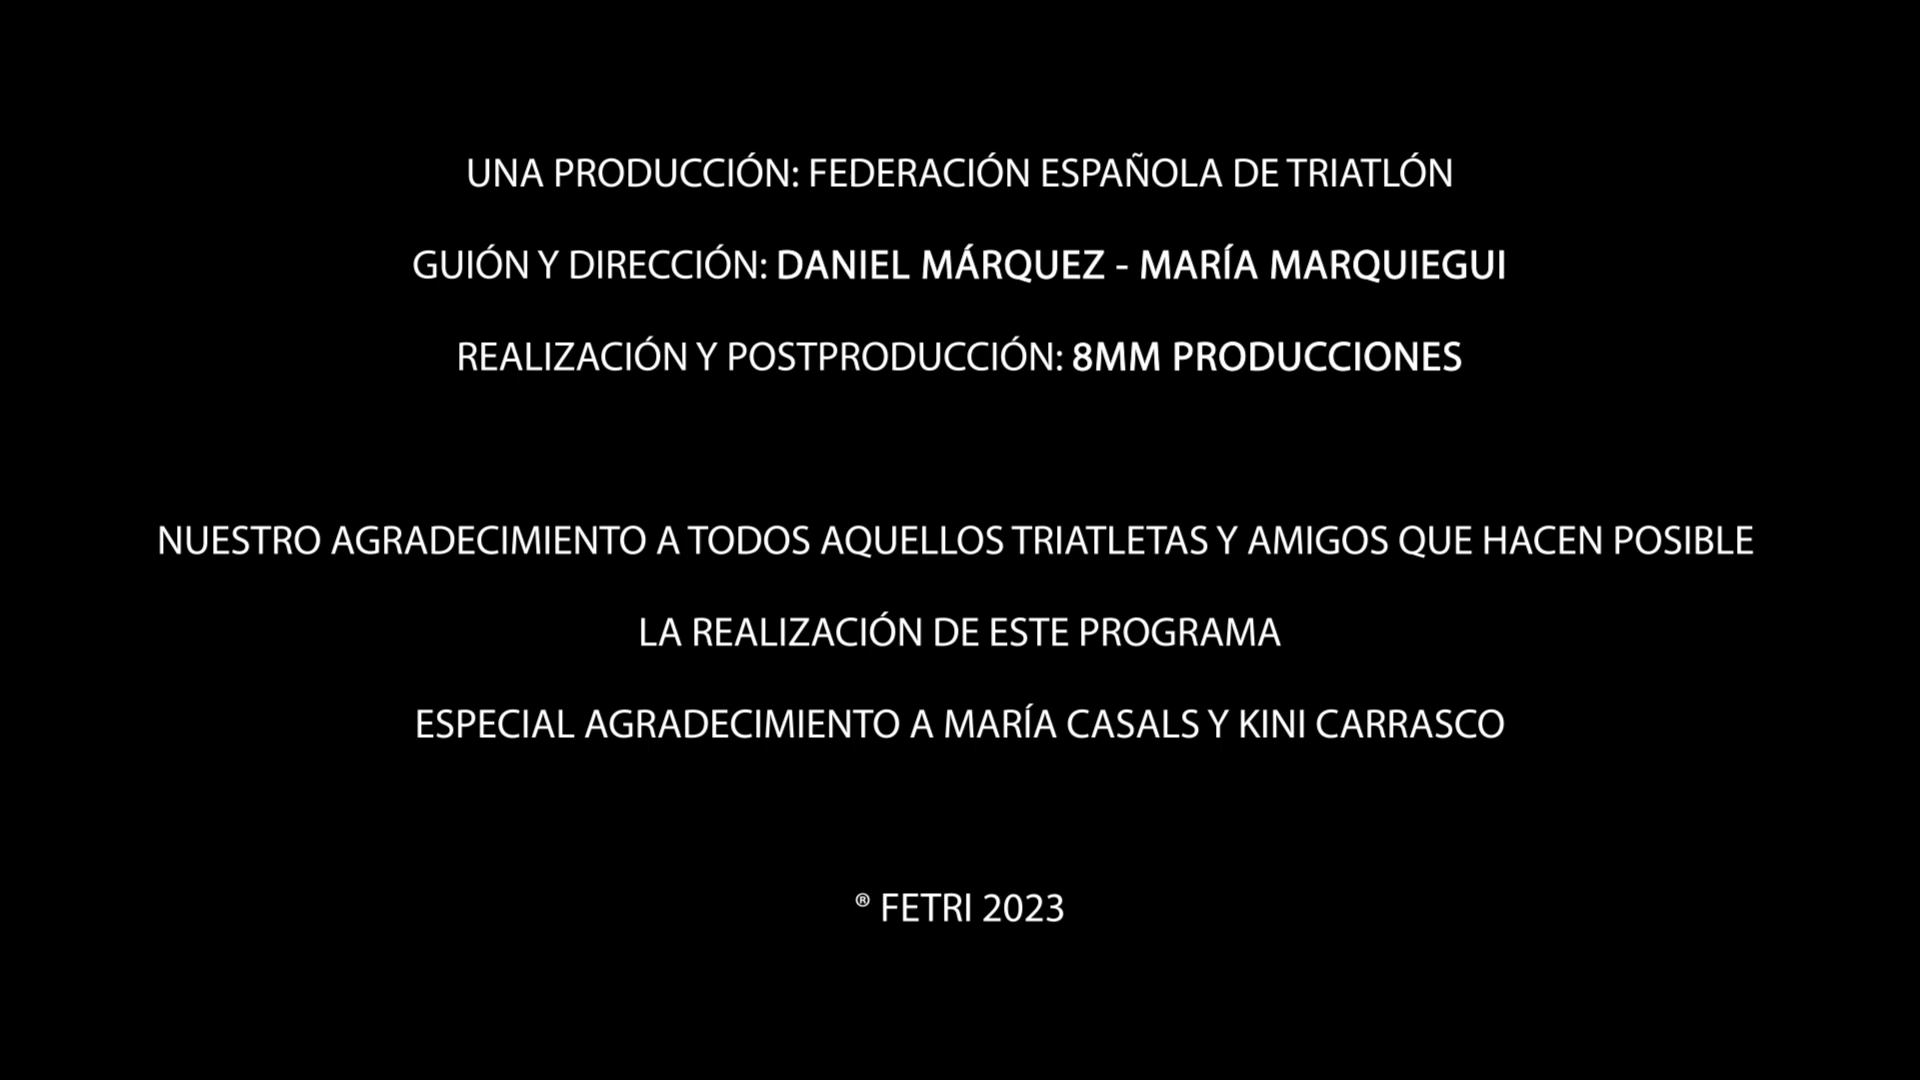 UNA PRODUCCIÓN: FEDERACIÓN ESPAÑOLA DE TRIATLÓN
GUIÓN Y DIRECCIÓN: DANIEL MÁRQUEZ - MARÍA MARQUIEGUI
REALIZACIÓN Y POSTPRODUCCIÓN: 8MM PRODUCCIONES
NUESTRO AGRADECIMIENTO A TODOS AQUELLOS TRIATLETAS Y AMIGOS QUE HACEN POSIBLE
LA REALIZACIÓN DE ESTE PROGRAMA
ESPECIAL AGRADECIMIENTO A MARÍA CASALS Y KINI CARRASCO
® FETRI 2023